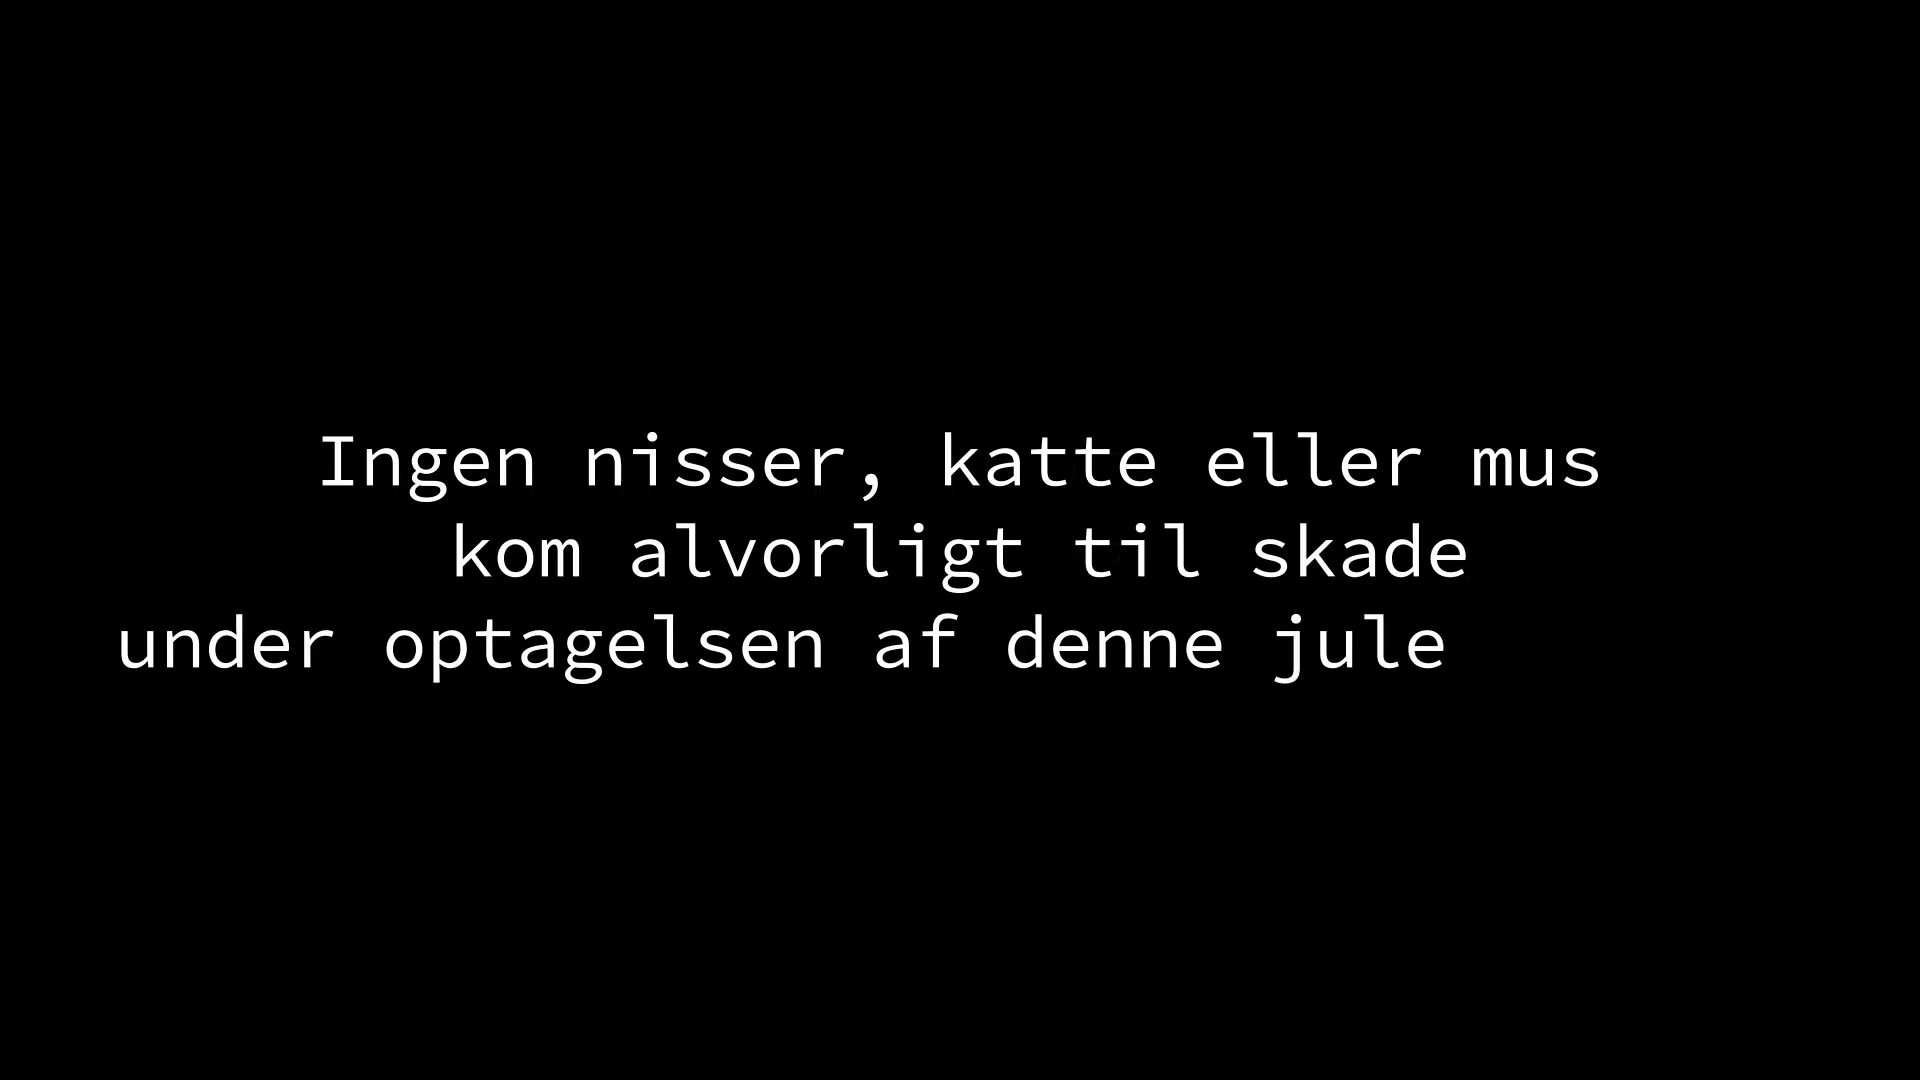 Ingen nisser, katte eller mus
kom alvorligt til skade
under optagelsen af denne jule